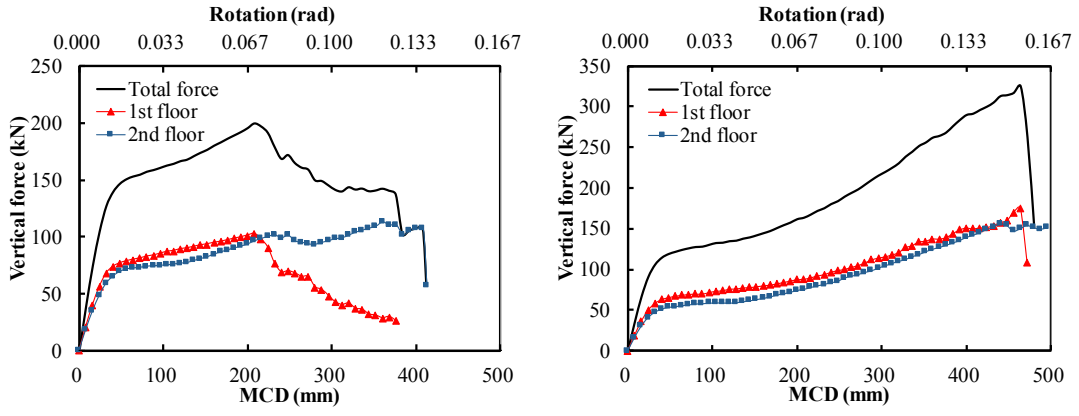 Rotation (rad)
0.000 0.033 0.067 0.100 0.133 0.167
250
200
150
100
50
0
Vertical force (kN)
Total force
1st floor
2nd floor
0 100 200 300 400 500
MCD (mm)
Rotation (rad)
0.000 0.033 0.067 0.100 0.133 0.167
350
300
250
200
150
100
50
0
Vertical force (kN)
Total force
1st floor
2nd floor
0 100 200 300 400 500
MCD (mm)